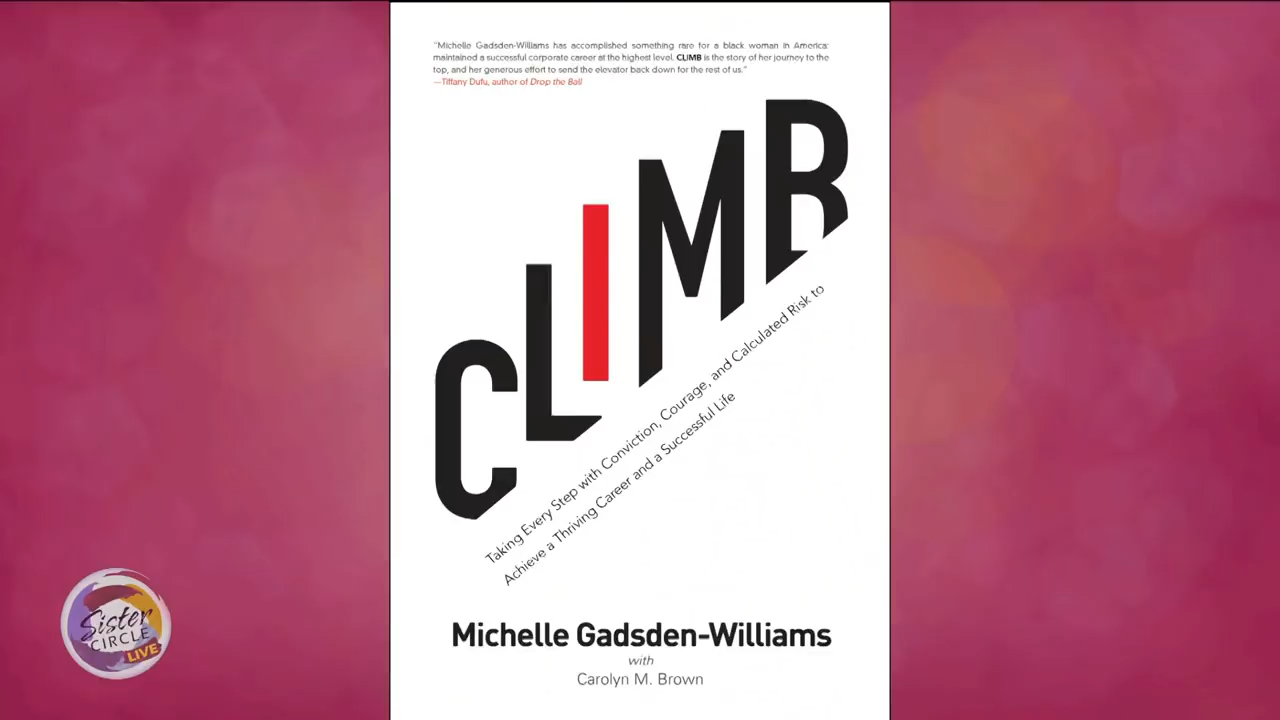 "Michelle Gadsden-Williams has accomplished something rare for a black woman in America:
maintained a successful corporate career at the highest level. CLIMB is the story of her journey to the
top, and her generous effort to send the elevator back down for the rest of us."
—Tiffany Dufu, author of Drop the Ball
CLIMB
Taking Every Step with Conviction, Courage, and Calculated Risk to
Achieve a Thriving Career and a Successful Life
Michelle Gadsden-Williams
with
Carolyn M. Brown
Sister
CIRCLE
LIVE